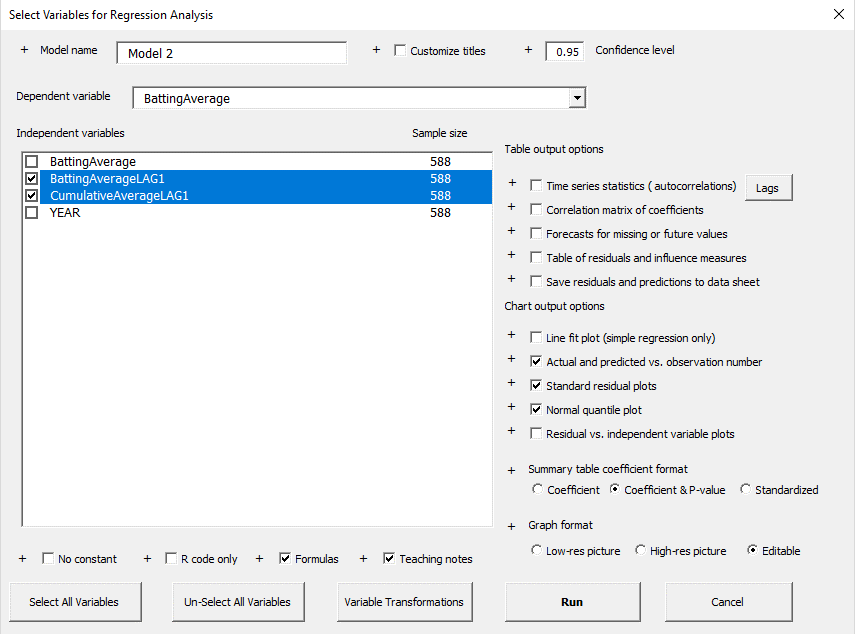 Select Variables for Regression Analysis
+ Model name Model 2 + Customize titles + 0.95 Confidence level
Dependent variable BattingAverage
Independent variables Sample size
BattingAverage 588
BattingAverageLAG1 588
CumulativeAverageLAG1 588
YEAR 588
Table output options
+ Time series statistics ( autocorrelations) Lags
+ Correlation matrix of coefficients
+ Forecasts for missing or future values
+ Table of residuals and influence measures
+ Save residuals and predictions to data sheet
Chart output options
+ Line fit plot (simple regression only)
+ Actual and predicted vs. observation number
+ Standard residual plots
+ Normal quantile plot
+ Residual vs. independent variable plots
+ Summary table coefficient format
Coefficient Coefficient & P-value Standardized
+ Graph format
Low-res picture High-res picture Editable
+ No constant + R code only + Formulas + Teaching notes
Select All Variables Un-Select All Variables Variable Transformations Run Cancel